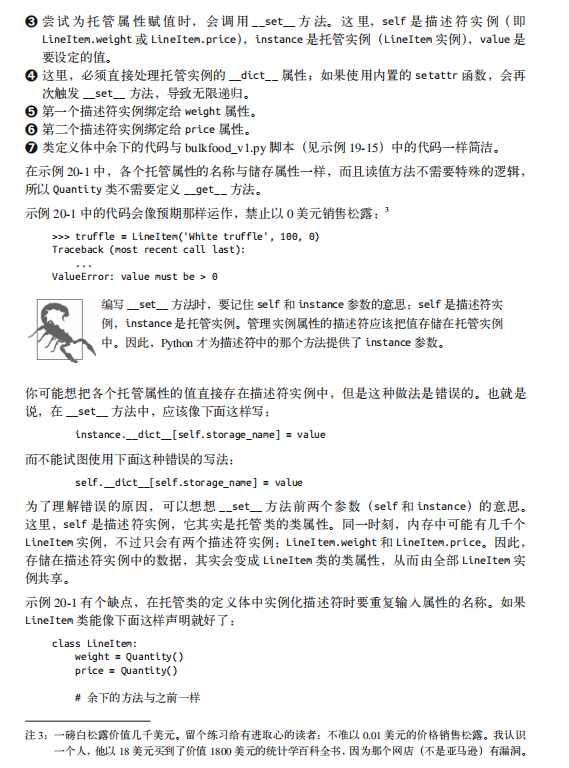 ❸ 尝试为托管属性赋值时，会调用 __set__ 方法。这里，self 是描述符实例（即
LineItem.weight 或 LineItem.price），instance 是托管实例（LineItem 实例），value 是
要设定的值。
❹ 这里，必须直接处理托管实例的 __dict__ 属性；如果使用内置的 setattr 函数，会再
次触发 __set__ 方法，导致无限递归。
❺ 第一个描述符实例绑定给 weight 属性。
❻ 第二个描述符实例绑定给 price 属性。
❼ 类定义体中余下的代码与 bulkfood_v1.py 脚本（见示例 19-15）中的代码一样简洁。
在示例 20-1 中，各个托管属性的名称与储存属性一样，而且读值方法不需要特殊的逻辑，
所以 Quantity 类不需要定义 __get__ 方法。
示例 20-1 中的代码会像预期那样运作，禁止以 0 美元销售松露：3
>>> truffle = LineItem('White truffle', 100, 0)
Traceback (most recent call last):
...
ValueError: value must be > 0
编写 __set__ 方法时，要记住 self 和 instance 参数的意思：self 是描述符实
例，instance 是托管实例。管理实例属性的描述符应该把值存储在托管实例
中。因此，Python 才为描述符中的那个方法提供了 instance 参数。
你可能想把各个托管属性的值直接存在描述符实例中，但是这种做法是错误的。也就是
说，在 __set__ 方法中，应该像下面这样写：
instance.__dict__[self.storage_name] = value
而不能试图使用下面这种错误的写法：
self.__dict__[self.storage_name] = value
为了理解错误的原因，可以想想 __set__ 方法前两个参数（self 和 instance）的意思。
这里，self 是描述符实例，它其实是托管类的类属性。同一时刻，内存中可能有几千个
LineItem 实例，不过只会有两个描述符实例：LineItem.weight 和 LineItem.price。因此，
存储在描述符实例中的数据，其实会变成 LineItem 类的类属性，从而由全部 LineItem 实
例共享。
示例 20-1 有个缺点，在托管类的定义体中实例化描述符时要重复输入属性的名称。如果
LineItem 类能像下面这样声明就好了：
class LineItem:
weight = Quantity()
price = Quantity()
# 余下的方法与之前一样
注 3：一磅白松露价值几千美元。留个练习给有进取心的读者：不准以 0.01 美元的价格销售松露。我认识
一个人，他以 18 美元买到了价值 1800 美元的统计学百科全书，因为那个网店（不是亚马逊）有漏洞。